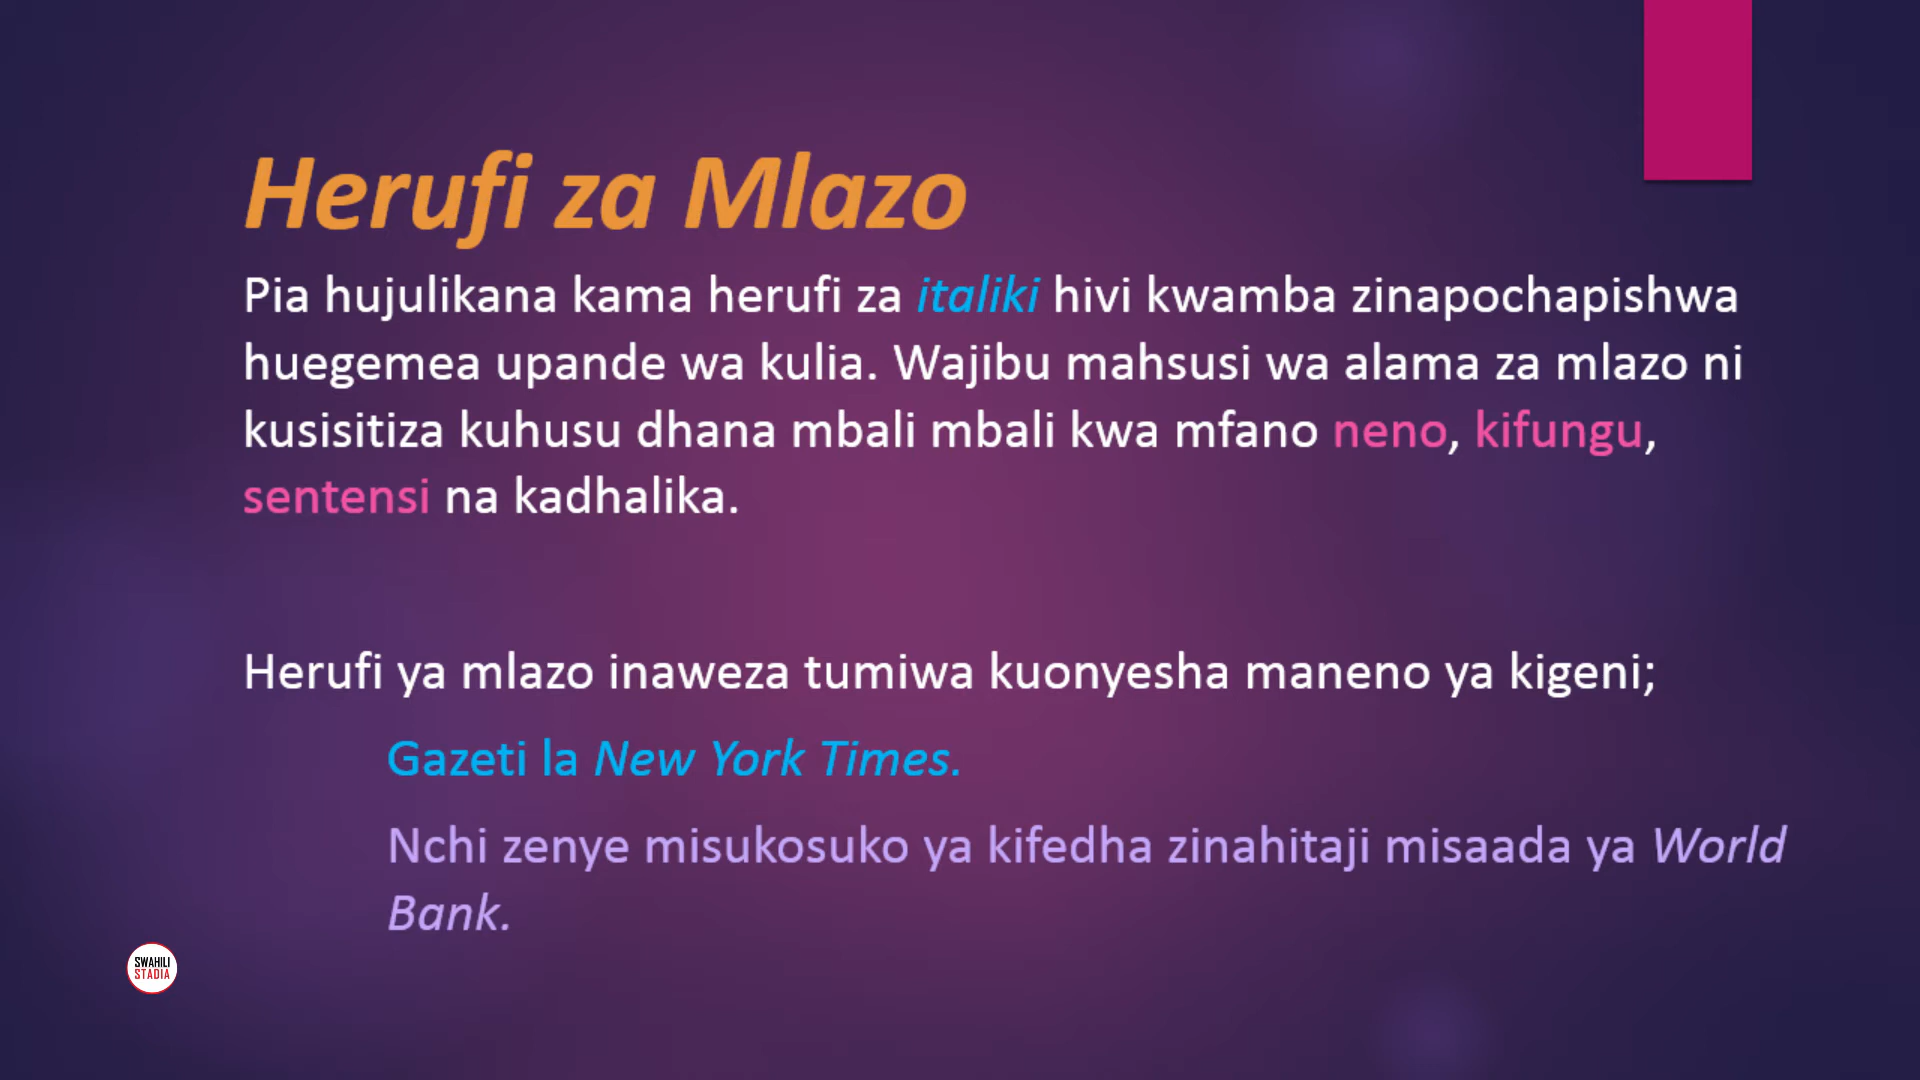 Herufi za Mlazo
Pia hujulikana kama herufi za italiki hivi kwamba zinapochapishwa
huegemea upande wa kulia. Wajibu mahsusi wa alama za mlazo ni
kusisitiza kuhusu dhana mbali mbali kwa mfano neno, kifungu,
sentensi na kadhalika.
Herufi ya mlazo inaweza tumiwa kuonyesha maneno ya kigeni;
Gazeti la New York Times.
Nchi zenye misukosuko ya kifedha zinahitaji misaada ya World
Bank.
SWAHILI
STADIA